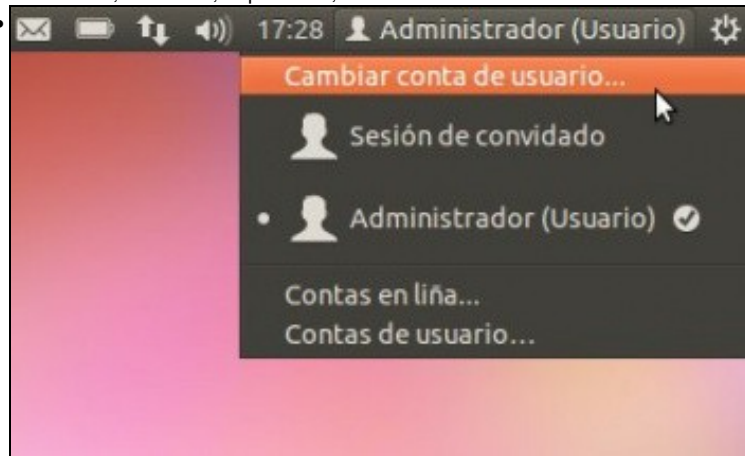 17:28 Administrador (Usuario)
Cambiar conta de usuario...
Sesión de convidado
Administrador (Usuario)
Contas en liña...
Contas de usuario...